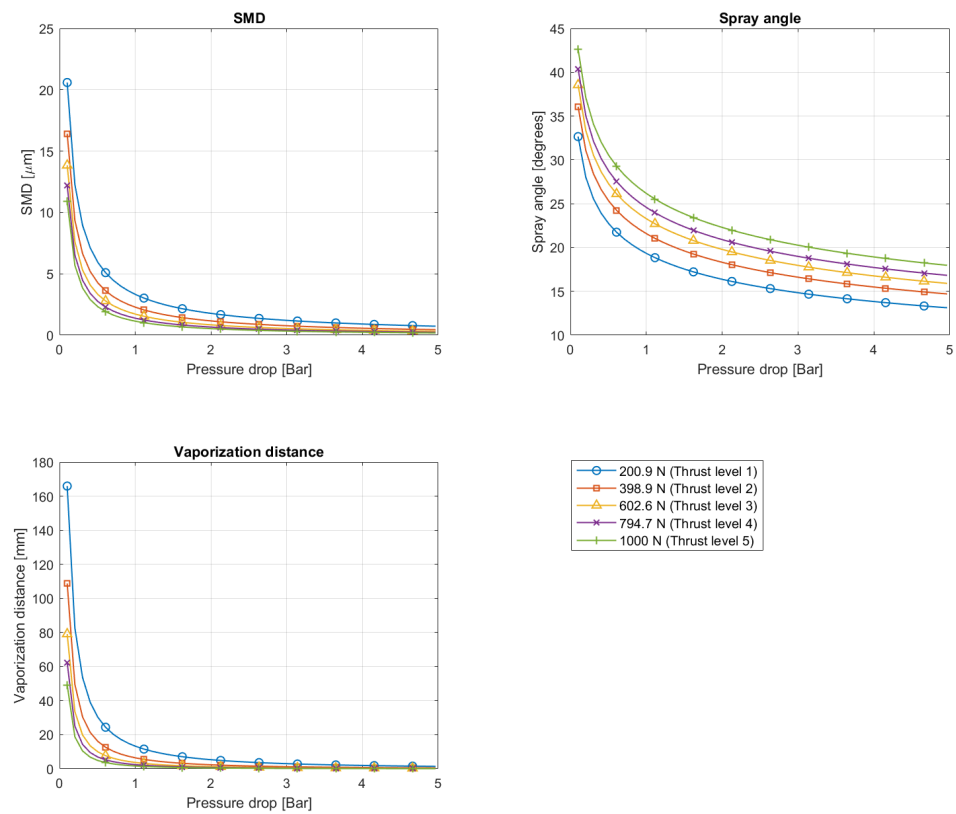 SMD
25
20
15
10
5
0
SMD [μm]
0 1 2 3 4 5
Pressure drop [Bar]
Spray angle
45
40
35
30
25
20
15
10
Spray angle [degrees]
0 1 2 3 4 5
Pressure drop [Bar]
Vaporization distance
180
160
140
120
100
80
60
40
20
0
Vaporization distance [mm]
0 1 2 3 4 5
Pressure drop [Bar]
200.9 N (Thrust level 1)
398.9 N (Thrust level 2)
602.6 N (Thrust level 3)
794.7 N (Thrust level 4)
1000 N (Thrust level 5)